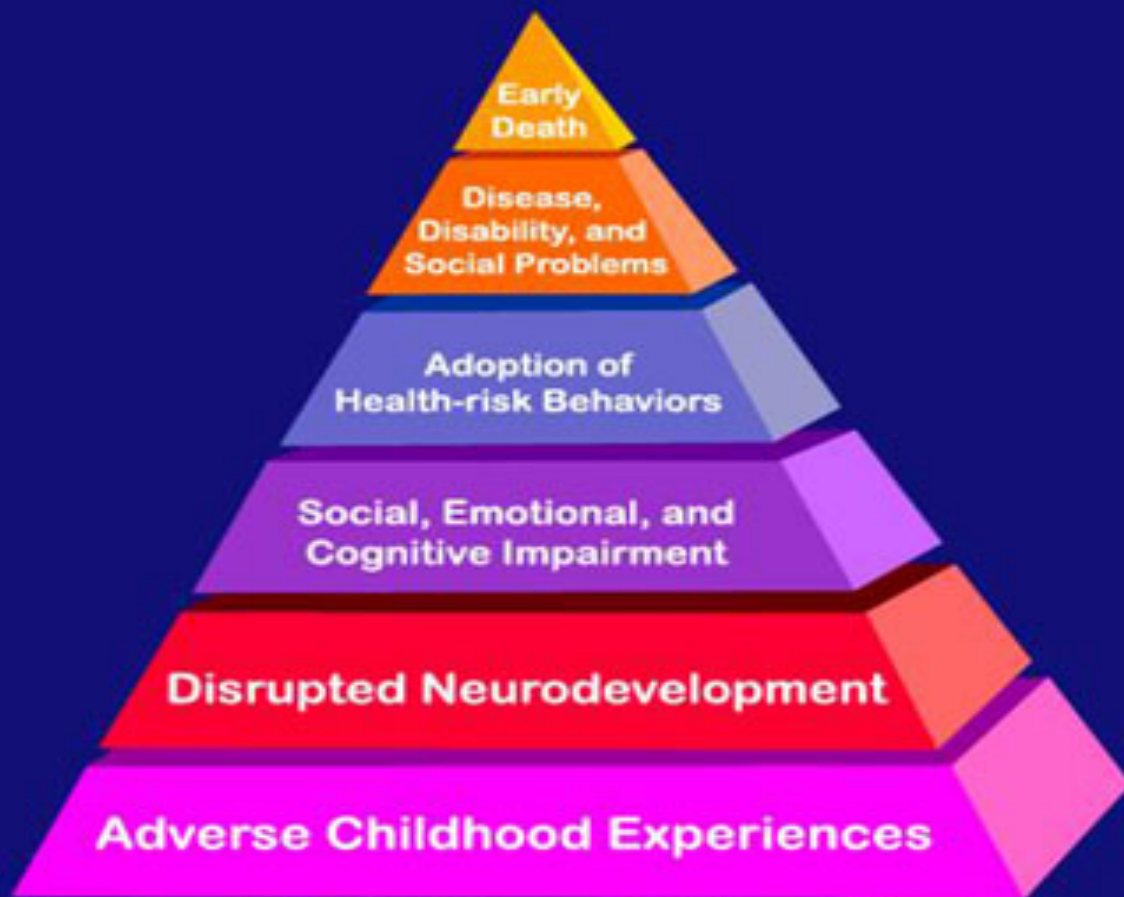 Early
Death
Disease,
Disability, and
Social Problems
Adoption of
Health-risk Behaviors
Social, Emotional, and
Cognitive Impairment
Disrupted Neurodevelopment
Adverse Childhood Experiences